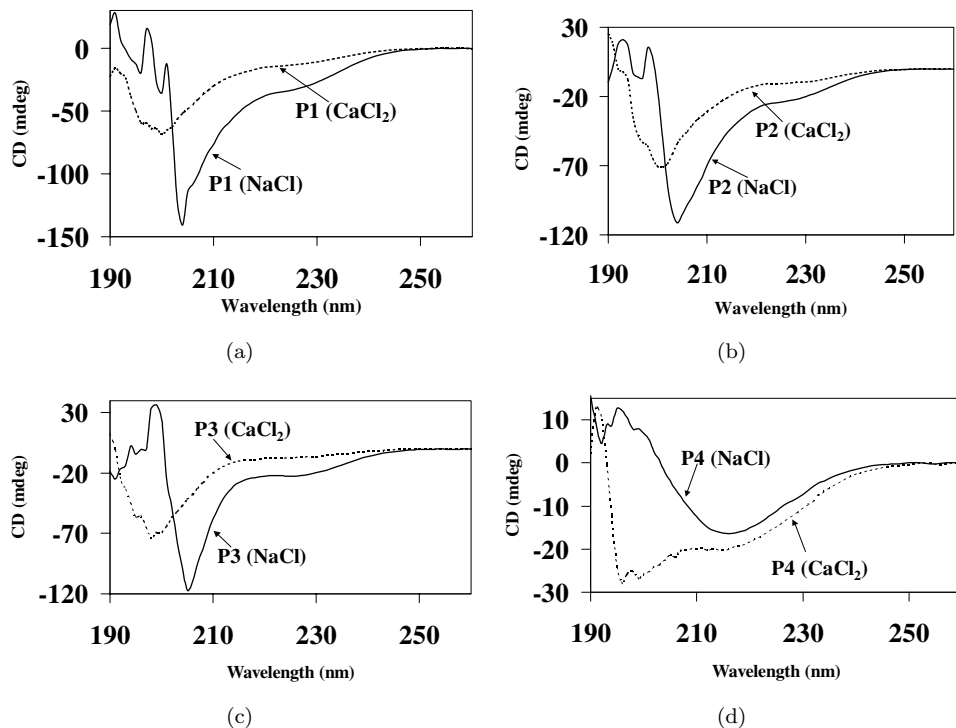 0
-50
-100
-150
CD (mdeg)
P1 (CaCl₂)
P1 (NaCl)
190 210 230 250
Wavelength (nm)
(a)
30
-20
-70
-120
CD (mdeg)
P2 (CaCl₂)
P2 (NaCl)
190 210 230 250
Wavelength (nm)
(b)
30
-20
-70
-120
CD (mdeg)
P3 (CaCl₂)
P3 (NaCl)
190 210 230 250
Wavelength (nm)
(c)
10
0
-10
-20
-30
CD (mdeg)
P4 (NaCl)
P4 (CaCl₂)
190 210 230 250
Wavelength (nm)
(d)